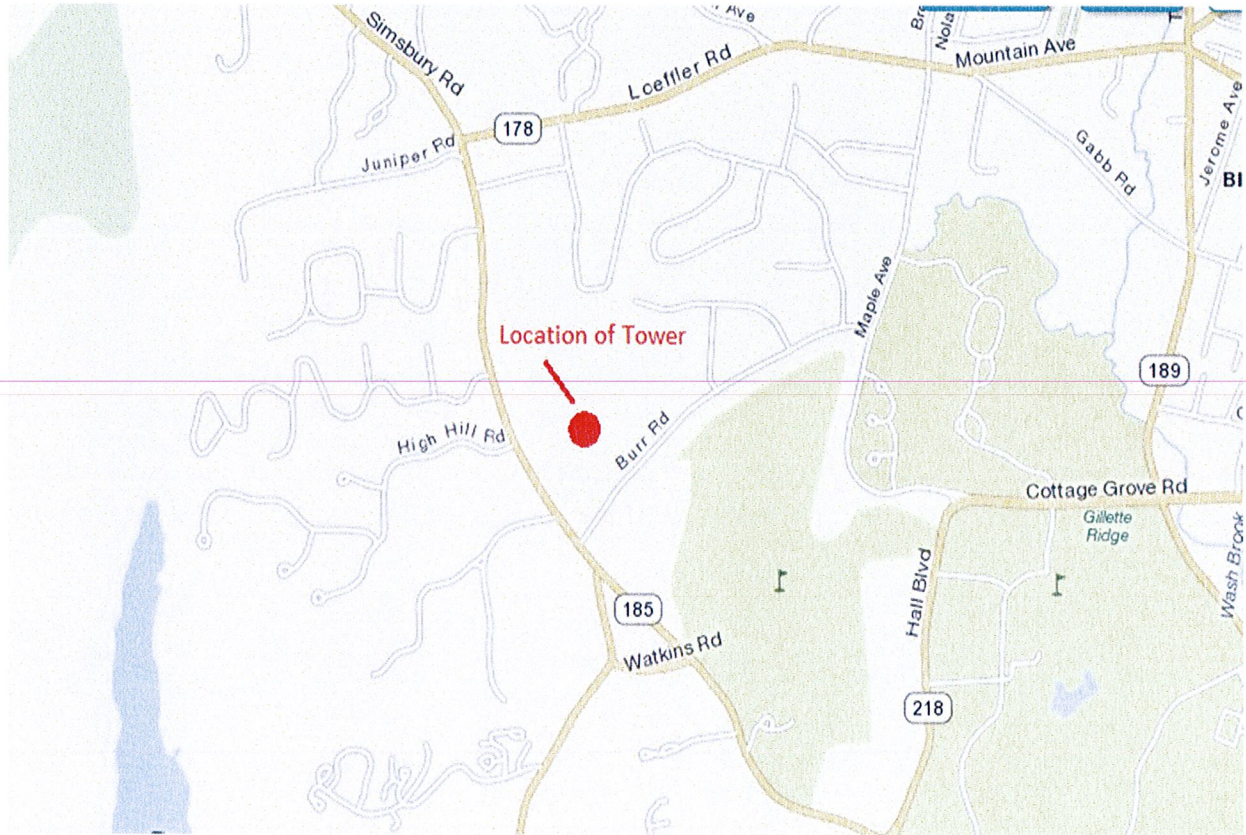 Ave
Nola
Simsbury Rd
Loeffler Rd
Mountain Ave
178
Juniper Rd
Gabb Rd
Jerome Ave
Bl
Maple Ave
Location of Tower
189
High Hill Rd
Burr Rd
Cottage Grove Rd
Gillette
Ridge
Hall Blvd
Wash Brook
185
Watkins Rd
218